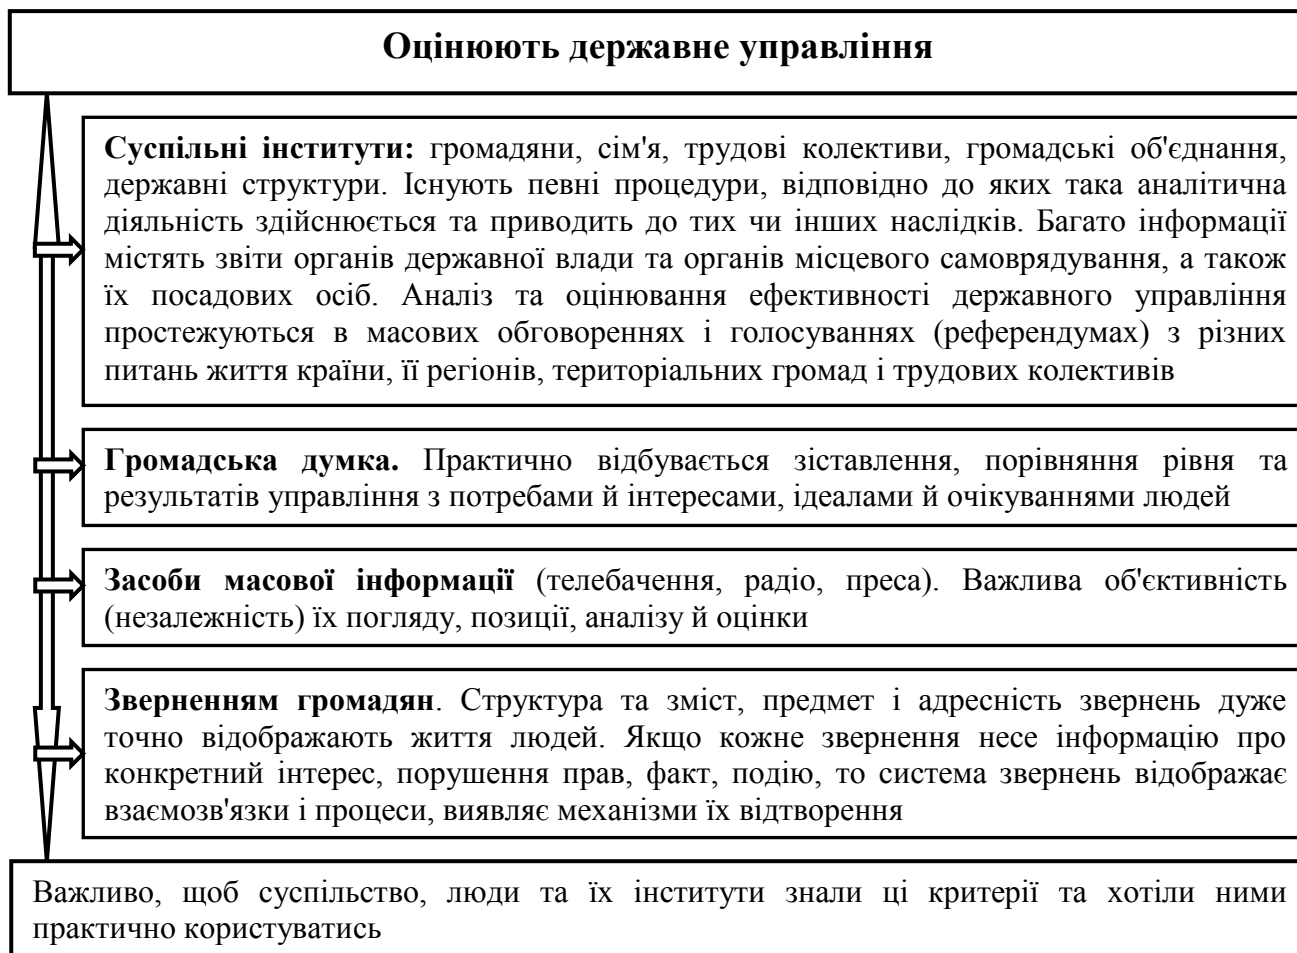 Оцінюють державне управління
Суспільні інститути: громадяни, сім'я, трудові колективи, громадські об'єднання,
державні структури. Існують певні процедури, відповідно до яких така аналітична
діяльність здійснюється та приводить до тих чи інших наслідків. Багато інформації
містять звіти органів державної влади та органів місцевого самоврядування, а також
їх посадових осіб. Аналіз та оцінювання ефективності державного управління
простежуються в масових обговореннях і голосуваннях (референдумах) з різних
питань життя країни, її регіонів, територіальних громад і трудових колективів
Громадська думка. Практично відбувається зіставлення, порівняння рівня та
результатів управління з потребами й інтересами, ідеалами й очікуваннями людей
Засоби масової інформації (телебачення, радіо, преса). Важлива об'єктивність
(незалежність) їх погляду, позиції, аналізу й оцінки
Зверненням громадян. Структура та зміст, предмет і адресність звернень дуже
точно відображають життя людей. Якщо кожне звернення несе інформацію про
конкретний інтерес, порушення прав, факт, подію, то система звернень відображає
взаємозв'язки і процеси, виявляє механізми їх відтворення
Важливо, щоб суспільство, люди та їх інститути знали ці критерії та хотіли ними
практично користуватись